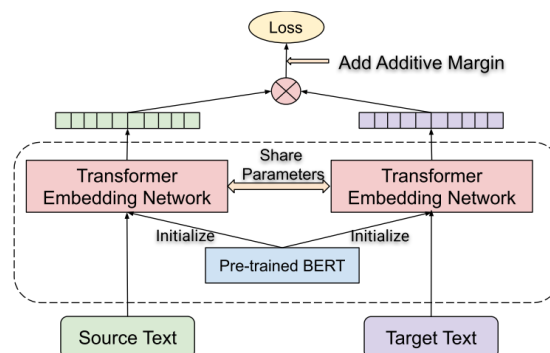 Loss
Add Additive Margin
Transformer
Embedding Network
Share
Parameters
Transformer
Embedding Network
Initialize
Initialize
Pre-trained BERT
Source Text
Target Text